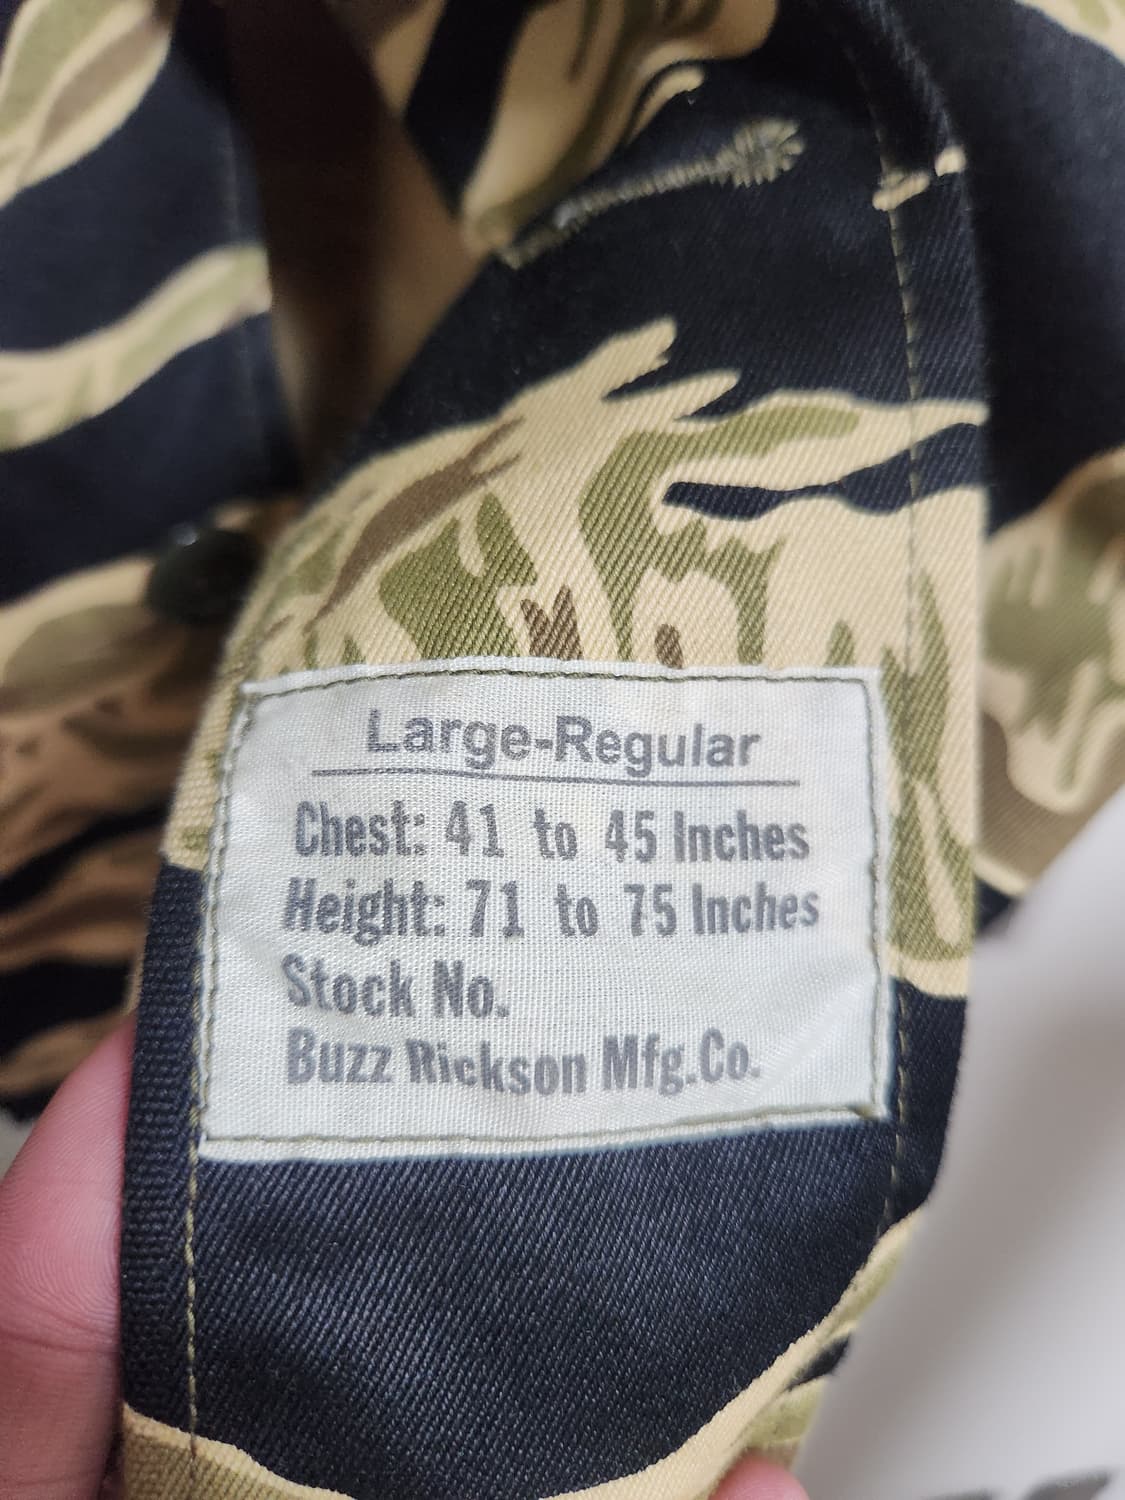 Large-Regular
Chest: 41 to 45 Inches
Height: 71 to 75 Inches
Stock No.
Buzz Rickson Mfg.Co.